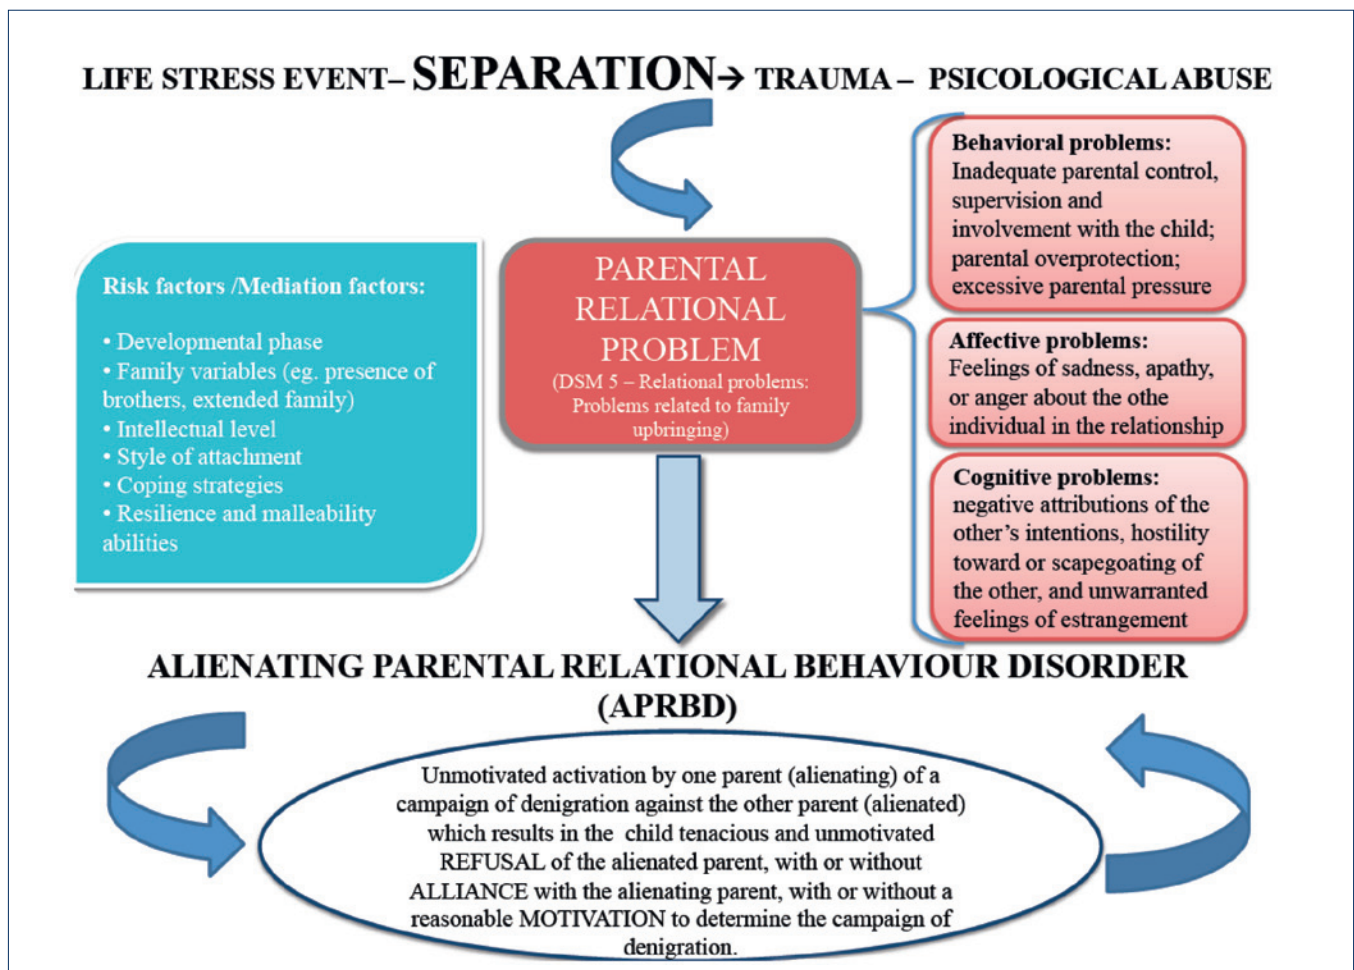 LIFE STRESS EVENT– SEPARATION→ TRAUMA – PSICOLOGICAL ABUSE
Risk factors /Mediation factors:
• Developmental phase
• Family variables (eg. presence of
brothers, extended family)
• Intellectual level
• Style of attachment
• Coping strategies
• Resilience and malleability
abilities
PARENTAL
RELATIONAL
PROBLEM
(DSM 5 – Relational problems:
Problems related to family
upbringing)
Behavioral problems:
Inadequate parental control,
supervision and
involvement with the child;
parental overprotection;
excessive parental pressure
Affective problems:
Feelings of sadness, apathy,
or anger about the othe
individual in the relationship
Cognitive problems:
negative attributions of the
other’s intentions, hostility
toward or scapegoating of
the other, and unwarranted
feelings of estrangement
ALIENATING PARENTAL RELATIONAL BEHAVIOUR DISORDER
(APRBD)
Unmotivated activation by one parent (alienating) of a
campaign of denigration against the other parent (alienated)
which results in the child tenacious and unmotivated
REFUSAL of the alienated parent, with or without
ALLIANCE with the alienating parent, with or without a
reasonable MOTIVATION to determine the campaign of
denigration.